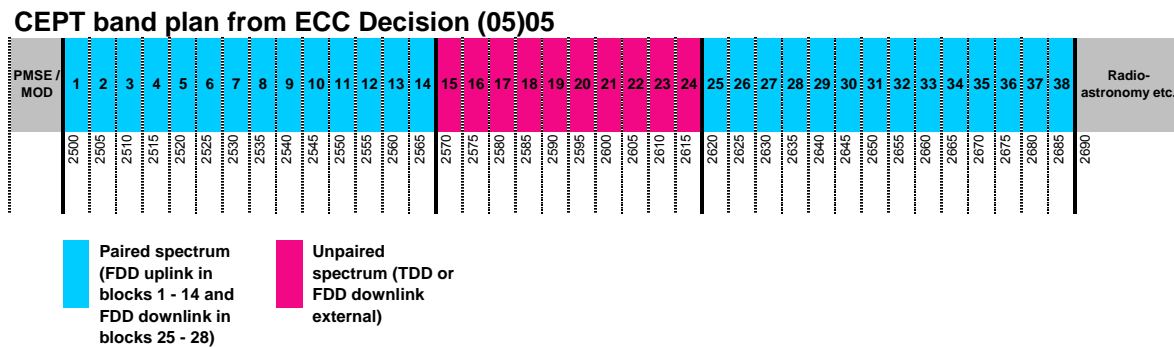 CEPT band plan from ECC Decision (05)05
PMSE /
MOD
1 2 3 4 5 6 7 8 9 10 11 12 13 14 15 16 17 18 19 20 21 22 23 24 25 26 27 28 29 30 31 32 33 34 35 36 37 38
Radio-
astronomy etc.
2500 2505 2510 2515 2520 2525 2530 2535 2540 2545 2550 2555 2560 2565 2570 2575 2580 2585 2590 2595 2600 2605 2610 2615 2620 2625 2630 2635 2640 2645 2650 2655 2660 2665 2670 2675 2680 2685 2690
Paired spectrum
(FDD uplink in
blocks 1 - 14 and
FDD downlink in
blocks 25 - 28)
Unpaired
spectrum (TDD or
FDD downlink
external)